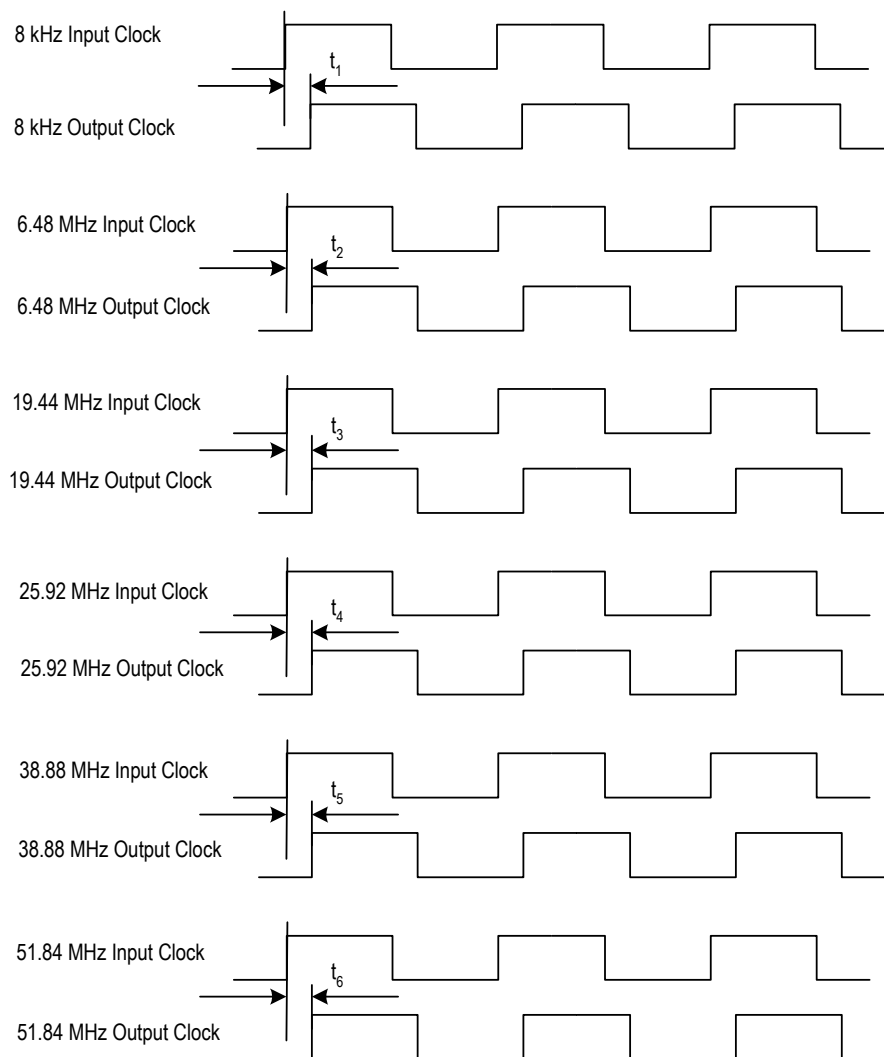 8 kHz Input Clock
t1
8 kHz Output Clock
6.48 MHz Input Clock
t2
6.48 MHz Output Clock
19.44 MHz Input Clock
t3
19.44 MHz Output Clock
25.92 MHz Input Clock
t4
25.92 MHz Output Clock
38.88 MHz Input Clock
t5
38.88 MHz Output Clock
51.84 MHz Input Clock
t6
51.84 MHz Output Clock